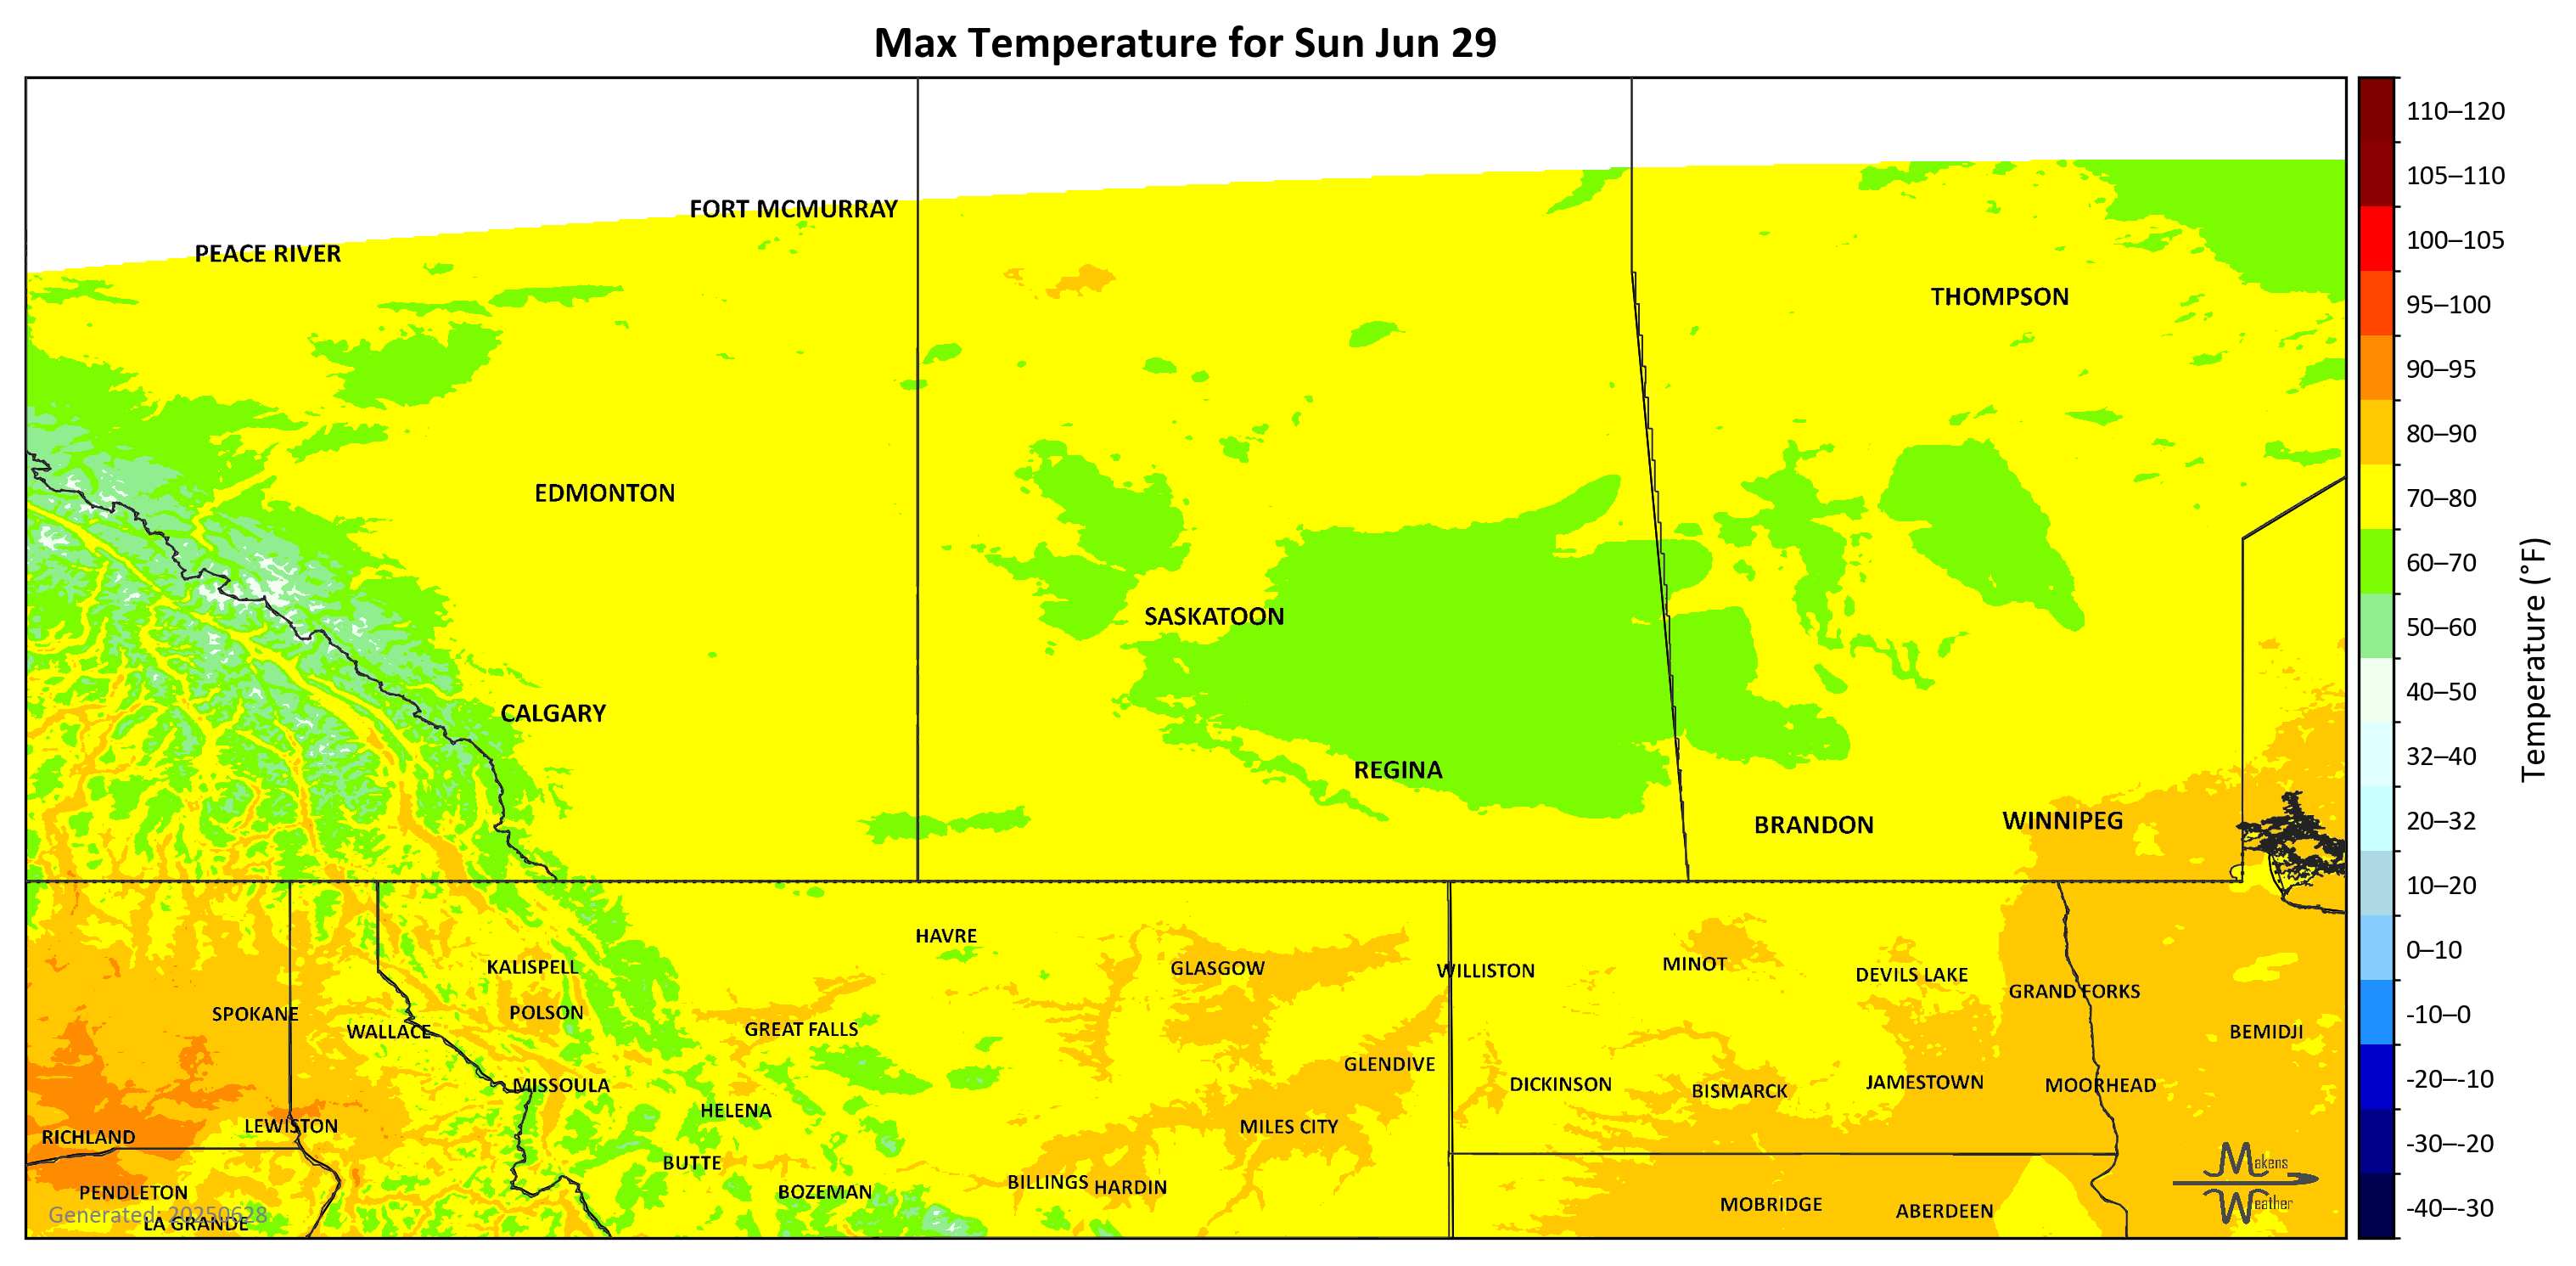 Max Temperature for Sun Jun 29
FORT MCMURRAY
PEACE RIVER
THOMPSON
EDMONTON
SASKATOON
CALGARY
REGINA
BRANDON
WINNIPEG
HAVRE
KALISPELL
GLASGOW
WILLISTON
MINOT
DEVILS LAKE
GRAND FORKS
SPOKANE
POLSON
WALLACE
GREAT FALLS
BEMIDJI
GLENDIVE
MISSOULA
DICKINSON
BISMARCK
JAMESTOWN
MOORHEAD
HELENA
LEWISTON
RICHLAND
MILES CITY
BUTTE
BILLINGS
HARDIN
PENDLETON
BOZEMAN
MOBRIDGE
ABERDEEN
Generated: 20250628
LA GRANDE
Makens
Weather
110–120
105–110
100–105
95–100
90–95
80–90
70–80
60–70
50–60
40–50
32–40
20–32
10–20
0–10
-10–0
-20–-10
-30–-20
-40–-30
Temperature (°F)